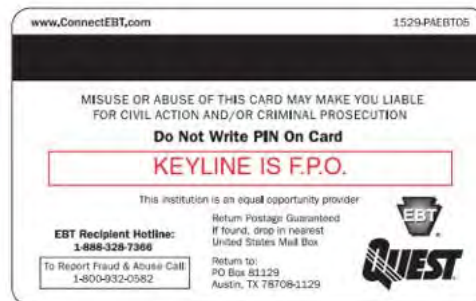 www.ConnectEBT.com 1529-PAEBT05
MISUSE OR ABUSE OF THIS CARD MAY MAKE YOU LIABLE
FOR CIVIL ACTION AND/OR CRIMINAL PROSECUTION
Do Not Write PIN On Card
KEYLINE IS F.P.O.
This institution is an equal opportunity provider
EBT Recipient Hotline:
1-888-328-7366
To Report Fraud & Abuse Call:
1-800-932-0582
Return Postage Guaranteed
If found, drop in nearest
United States Mail Box
Return to:
PO Box 81129
Austin, TX 78708-1129
EBT
QUEST